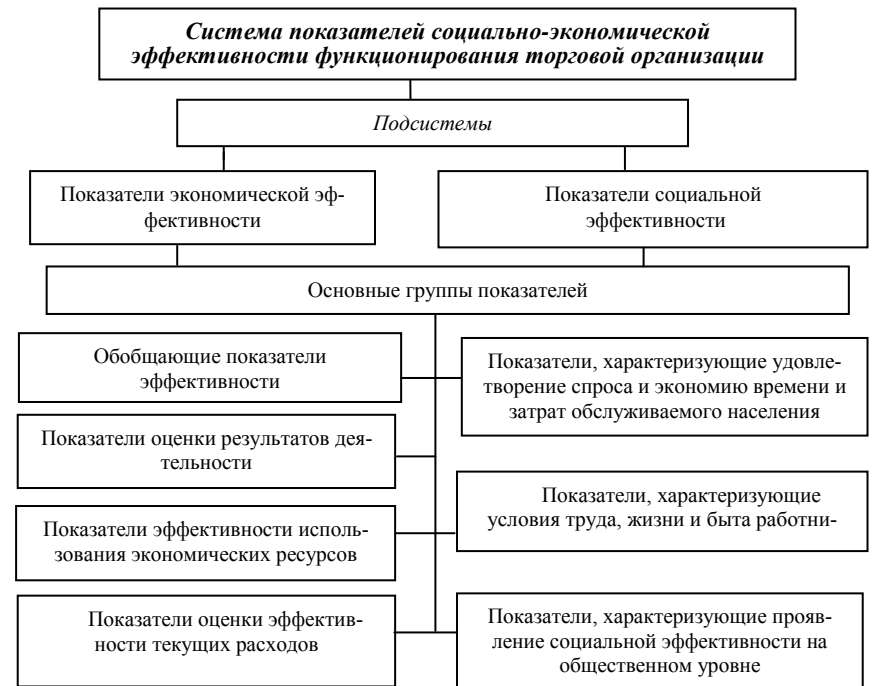 Система показателей социально-экономической
эффективности функционирования торговой организации
Подсистемы
Показатели экономической эф-
фективности
Показатели социальной
эффективности
Основные группы показателей
Обобщающие показатели
эффективности
Показатели, характеризующие удовле-
творение спроса и экономию времени и
затрат обслуживаемого населения
Показатели оценки результатов дея-
тельности
Показатели, характеризующие
условия труда, жизни и быта работни-
Показатели эффективности исполь-
зования экономических ресурсов
Показатели оценки эффектив-
ности текущих расходов
Показатели, характеризующие прояв-
ление социальной эффективности на
общественном уровне